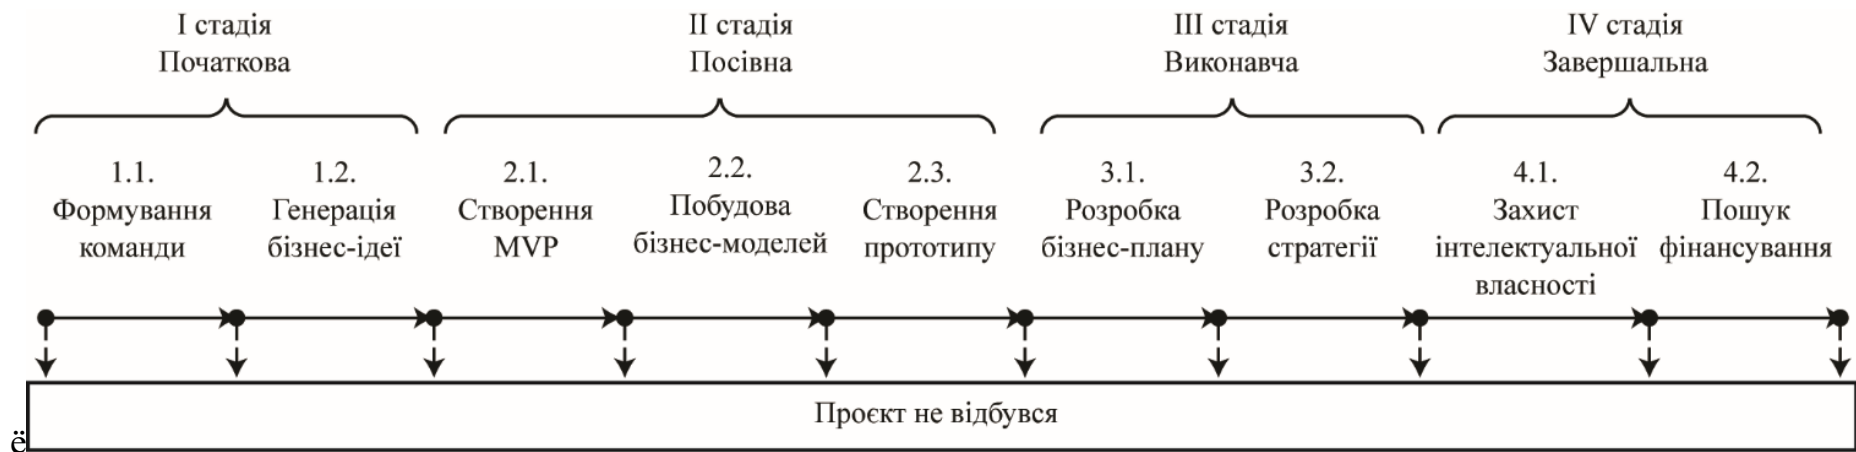 I стадія
Початкова
II стадія
Посівна
III стадія
Виконавча
IV стадія
Завершальна
1.1.
Формування
команди
1.2.
Генерація
бізнес-ідеї
2.1.
Створення
MVP
2.2.
Побудова
бізнес-моделей
2.3.
Створення
прототипу
3.1.
Розробка
бізнес-плану
3.2.
Розробка
стратегії
4.1.
Захист
інтелектуальної
власності
4.2.
Пошук
фінансування
Проєкт не відбувся
ё